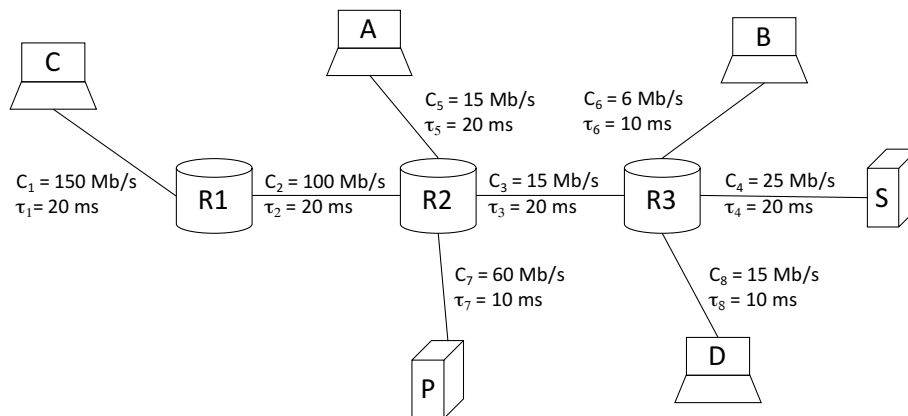 A
B
C
C₅ = 15 Mb/s
τ₅ = 20 ms
C₆ = 6 Mb/s
τ₆ = 10 ms
C₁ = 150 Mb/s
τ₁= 20 ms
R1
C₂ = 100 Mb/s
τ₂ = 20 ms
R2
C₃ = 15 Mb/s
τ₃ = 20 ms
R3
C₄ = 25 Mb/s
τ₄ = 20 ms
S
C₇ = 60 Mb/s
τ₇ = 10 ms
C₈ = 15 Mb/s
τ₈ = 10 ms
P
D